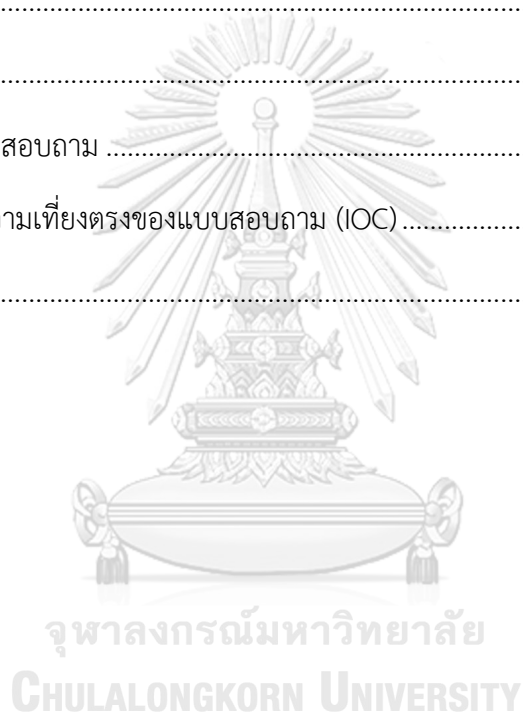 ................................................................................
................................................................................
สอบถาม ................................................................
ามเที่ยงตรงของแบบสอบถาม (IOC) .................
................................................................................
จุฬาลงกรณ์มหาวิทยาลัย
CHULALONGKORN UNIVERSITY